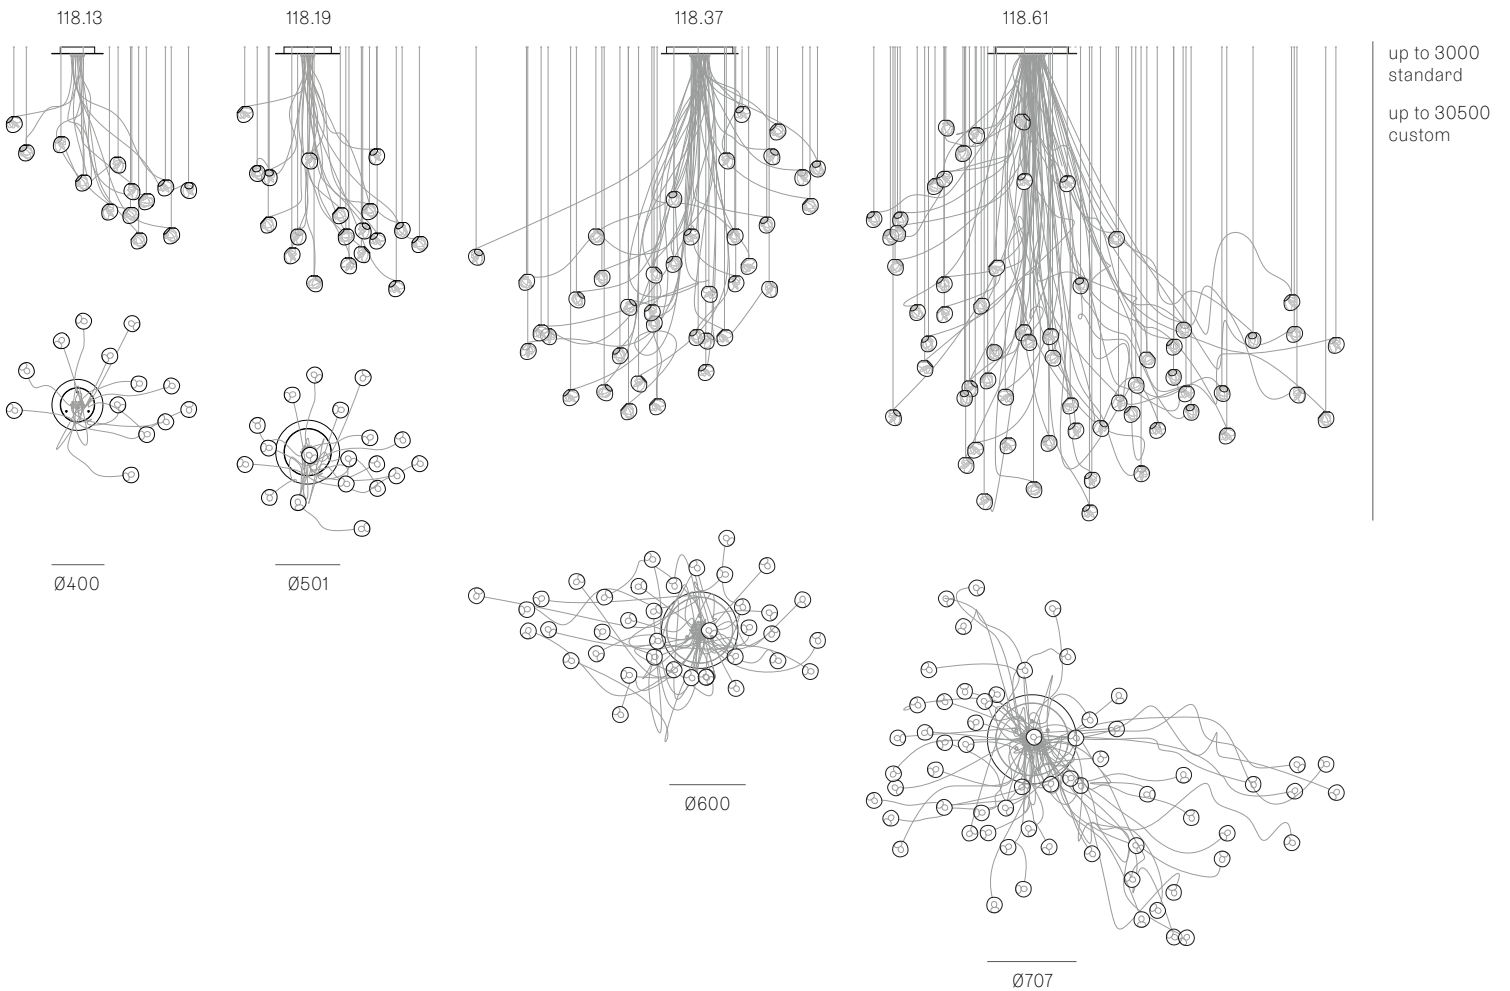 118.13
118.19
118.37
118.61
up to 3000
standard
up to 30500
custom
Ø400
Ø501
Ø600
Ø707